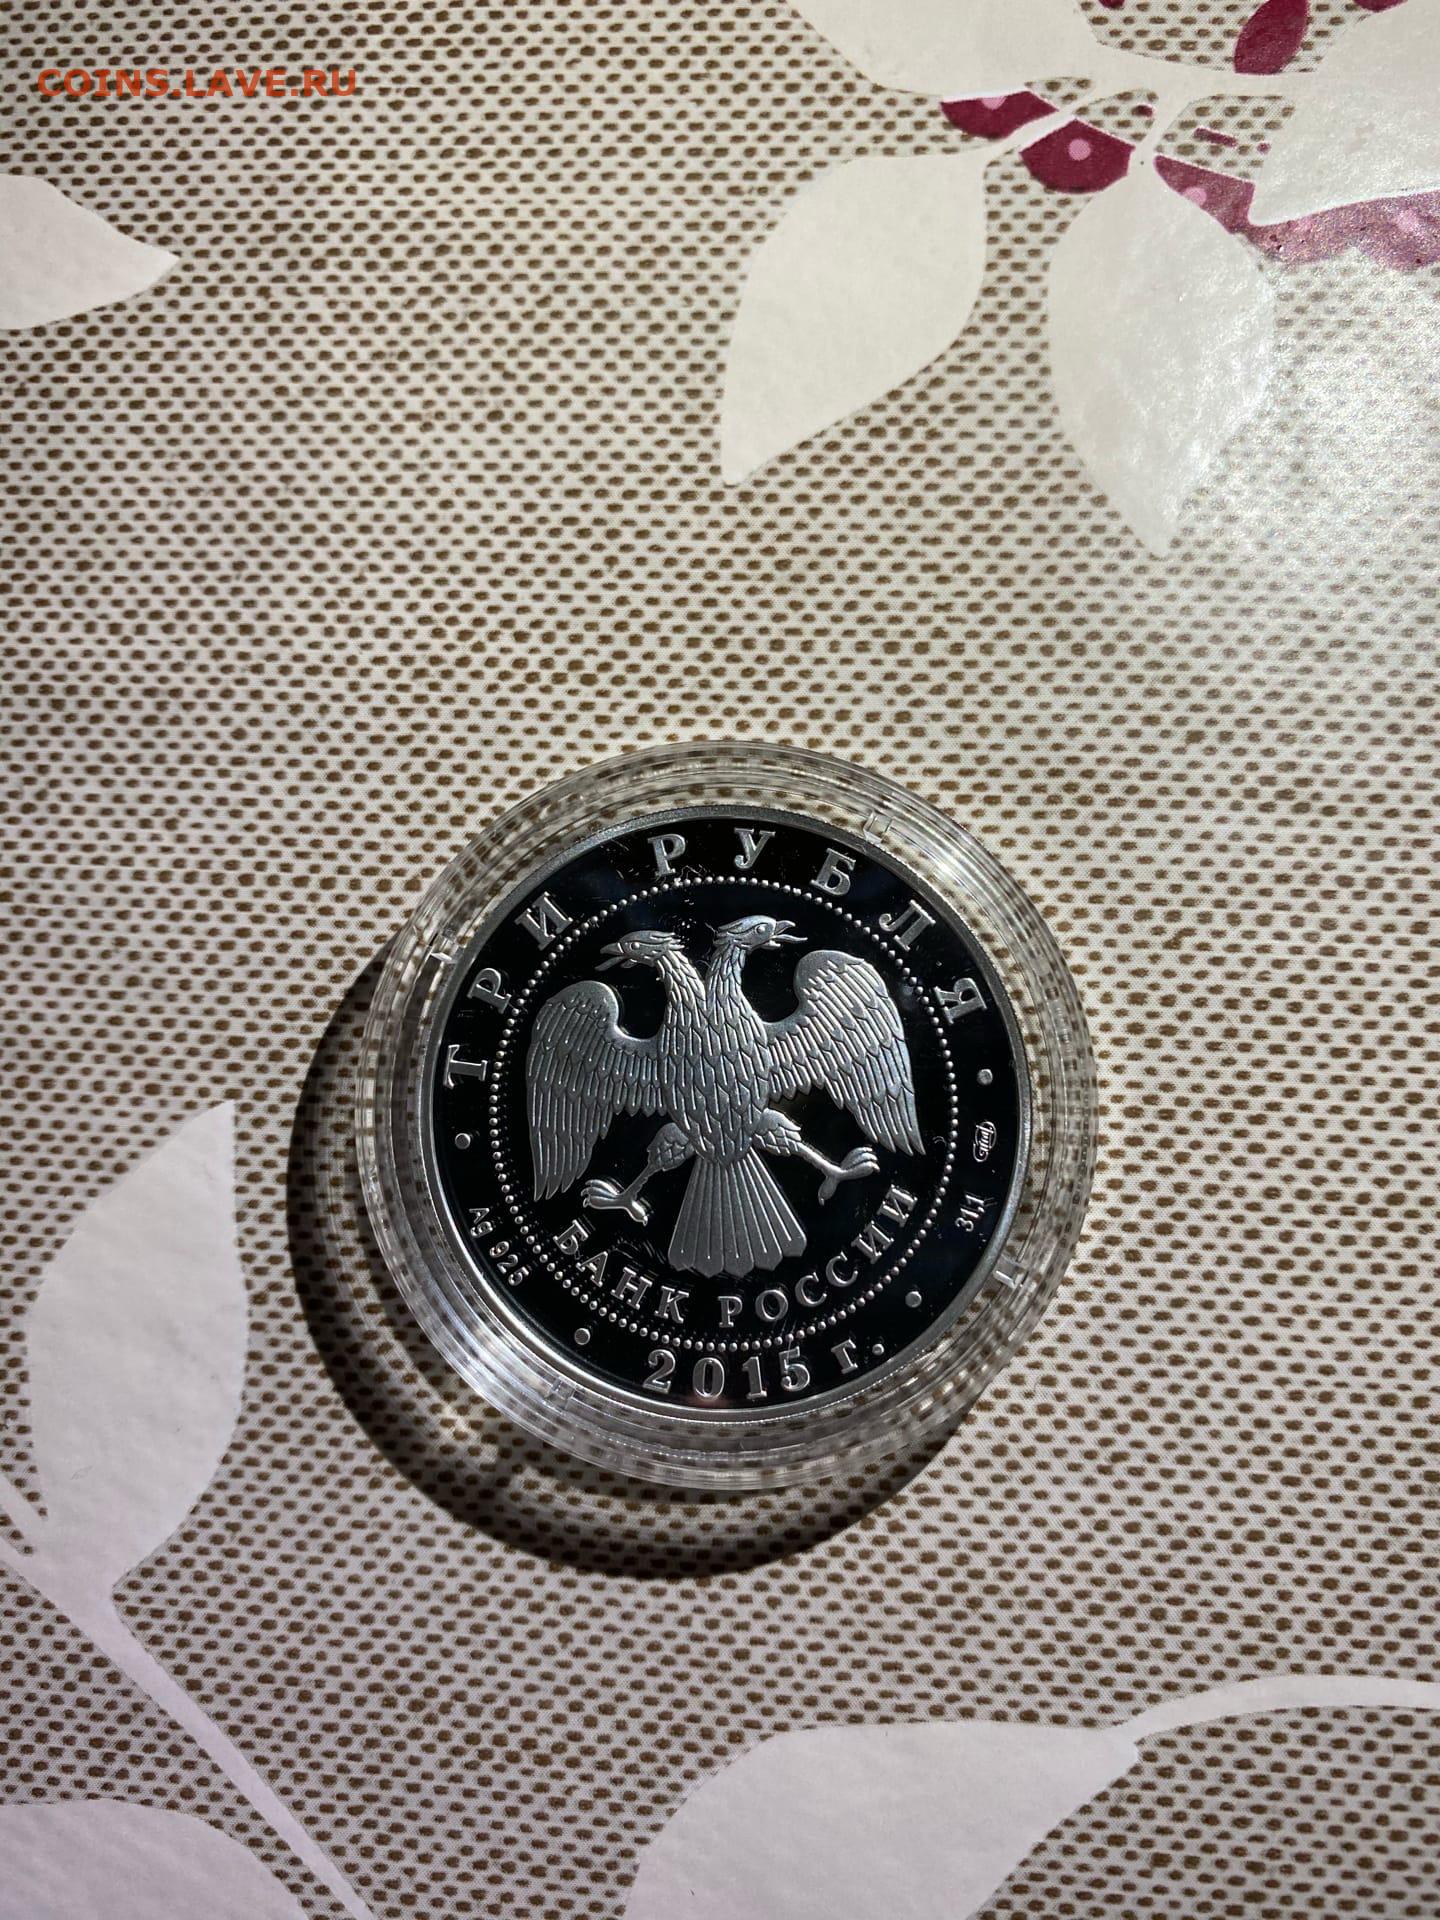 COINS.LAVE.RU
• ТРИ РУБЛЯ •
БАНК РОССИИ
Ag 925
• 2015 г. •
31,1